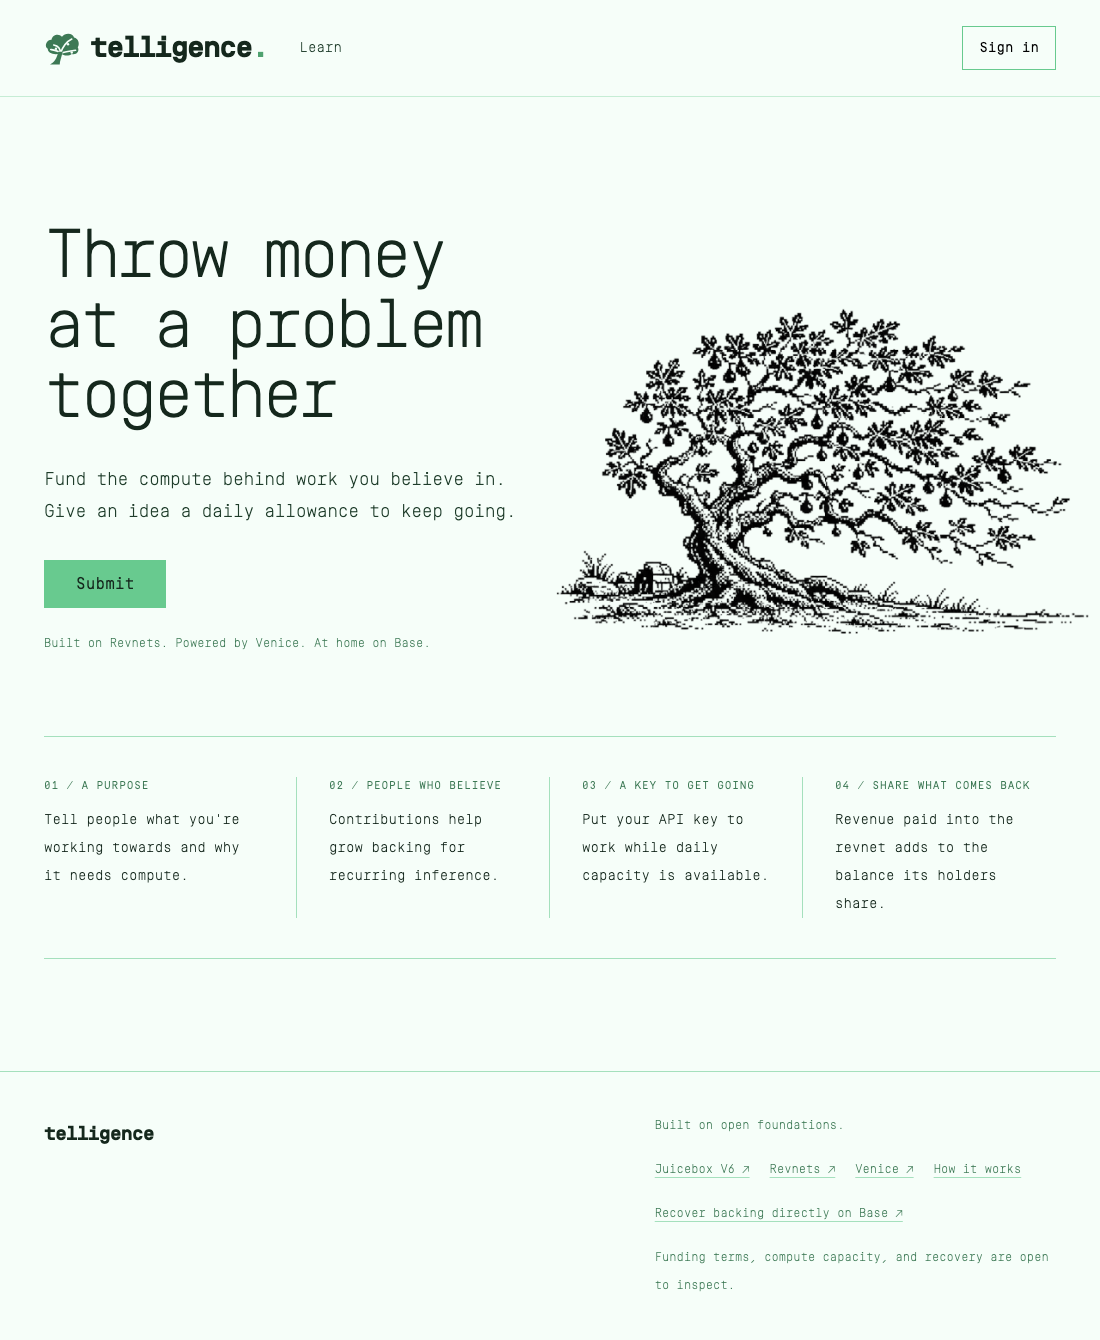 telligence.
Learn
Sign in
Throw money
at a problem
together
Fund the compute behind work you believe in.
Give an idea a daily allowance to keep going.
Submit
Built on Revnets. Powered by Venice. At home on Base.
01 / A PURPOSE
Tell people what you're
working towards and why
it needs compute.
02 / PEOPLE WHO BELIEVE
Contributions help
grow backing for
recurring inference.
03 / A KEY TO GET GOING
Put your API key to
work while daily
capacity is available.
04 / SHARE WHAT COMES BACK
Revenue paid into the
revnet adds to the
balance its holders
share.
telligence
Built on open foundations.
Juicebox V6 ↗ Revnets ↗ Venice ↗ How it works
Recover backing directly on Base ↗
Funding terms, compute capacity, and recovery are open
to inspect.